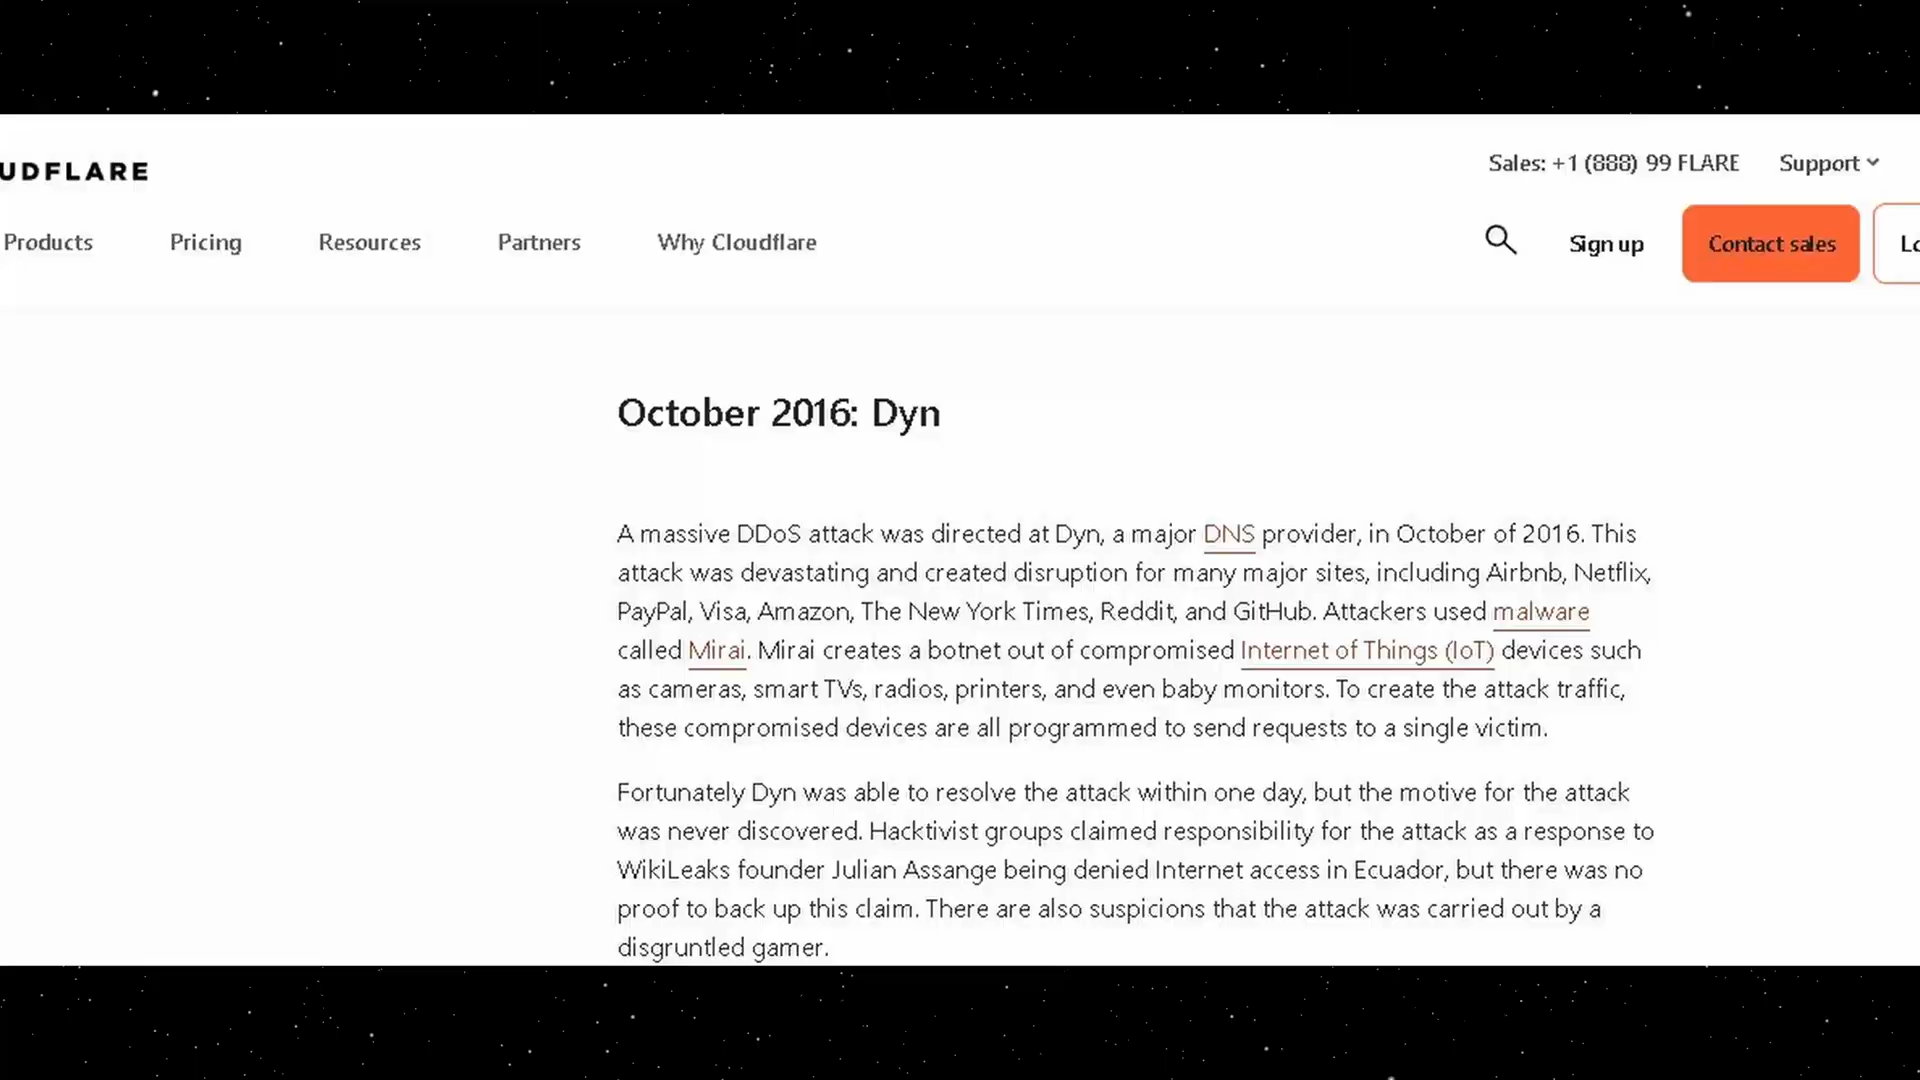 UDFLARE
Sales: +1 (888) 99 FLARE Support
Products Pricing Resources Partners Why Cloudflare Sign up Contact sales Lo
October 2016: Dyn
A massive DDoS attack was directed at Dyn, a major DNS provider, in October of 2016. This
attack was devastating and created disruption for many major sites, including Airbnb, Netflix,
PayPal, Visa, Amazon, The New York Times, Reddit, and GitHub. Attackers used malware
called Mirai. Mirai creates a botnet out of compromised Internet of Things (IoT) devices such
as cameras, smart TVs, radios, printers, and even baby monitors. To create the attack traffic,
these compromised devices are all programmed to send requests to a single victim.
Fortunately Dyn was able to resolve the attack within one day, but the motive for the attack
was never discovered. Hacktivist groups claimed responsibility for the attack as a response to
WikiLeaks founder Julian Assange being denied Internet access in Ecuador, but there was no
proof to back up this claim. There are also suspicions that the attack was carried out by a
disgruntled gamer.